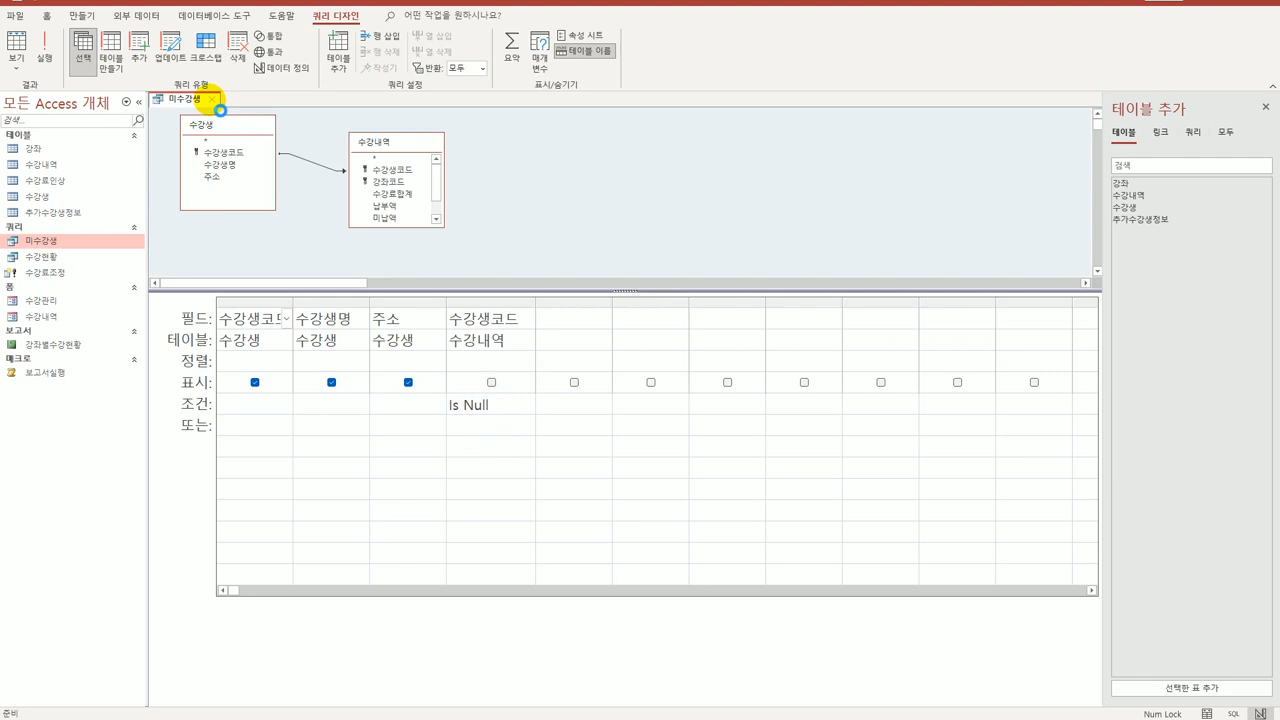 파일 홈 만들기 외부 데이터 데이터베이스 도구 도움말 쿼리 디자인 어떤 작업을 원하시나요?
보기 실행 선택 테이블 만들기 추가 업데이트 크로스탭 삭제 통합 통과 데이터 정의
테이블 추가 행 삽입 행 삭제 작성기 열 삽입 열 삭제 반환: 모두
요약 매개 변수 속성 시트 테이블 이름
결과 쿼리 유형 쿼리 설정 표시/숨기기
모든 Access 개체
검색...
테이블
강좌
수강내역
수강료인상
수강생
추가수강생정보
쿼리
미수강생
수강현황
수강료조정
폼
수강관리
수강내역
보고서
강좌별수강현황
매크로
보고서실행
미수강생
수강생
*
수강생코드
수강생명
주소
수강내역
*
수강생코드
강좌코드
수강료합계
납부액
미납액
필드: 수강생코드 수강생명 주소 수강생코드
테이블: 수강생 수강생 수강생 수강내역
정렬:
표시:
조건: Is Null
또는:
테이블 추가
테이블 링크 쿼리 모두
검색
강좌
수강내역
수강생
추가수강생정보
선택한 표 추가
준비 Num Lock SQL